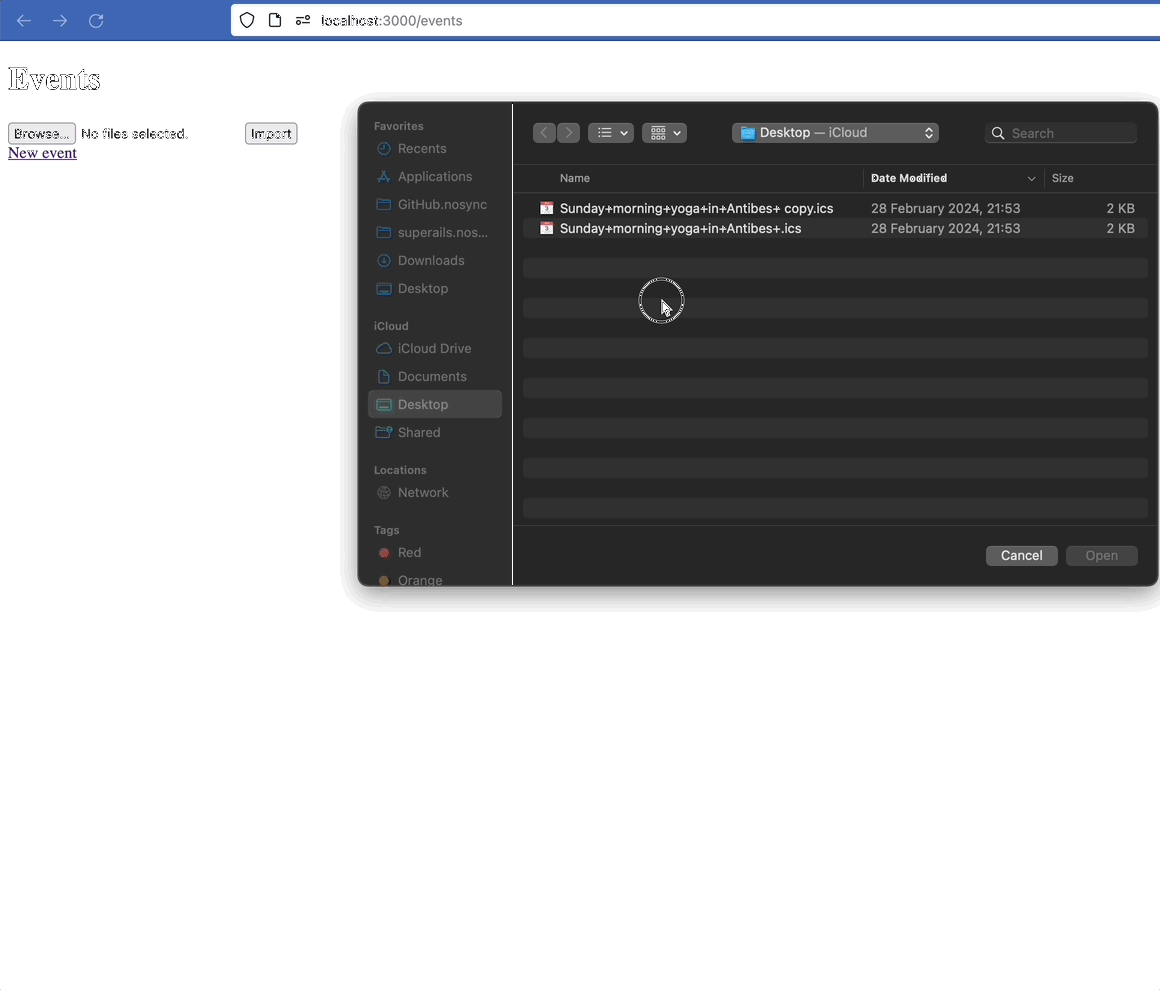 localhost:3000/events
Events
Browse... No files selected. Import
New event
Favorites
Recents
Applications
GitHub.nosync
superails.nos...
Downloads
Desktop
iCloud
iCloud Drive
Documents
Desktop
Shared
Locations
Network
Tags
Red
Orange
Desktop — iCloud
Search
Name Date Modified Size
Sunday+morning+yoga+in+Antibes+ copy.ics 28 February 2024, 21:53 2 KB
Sunday+morning+yoga+in+Antibes+.ics 28 February 2024, 21:53 2 KB
Cancel Open